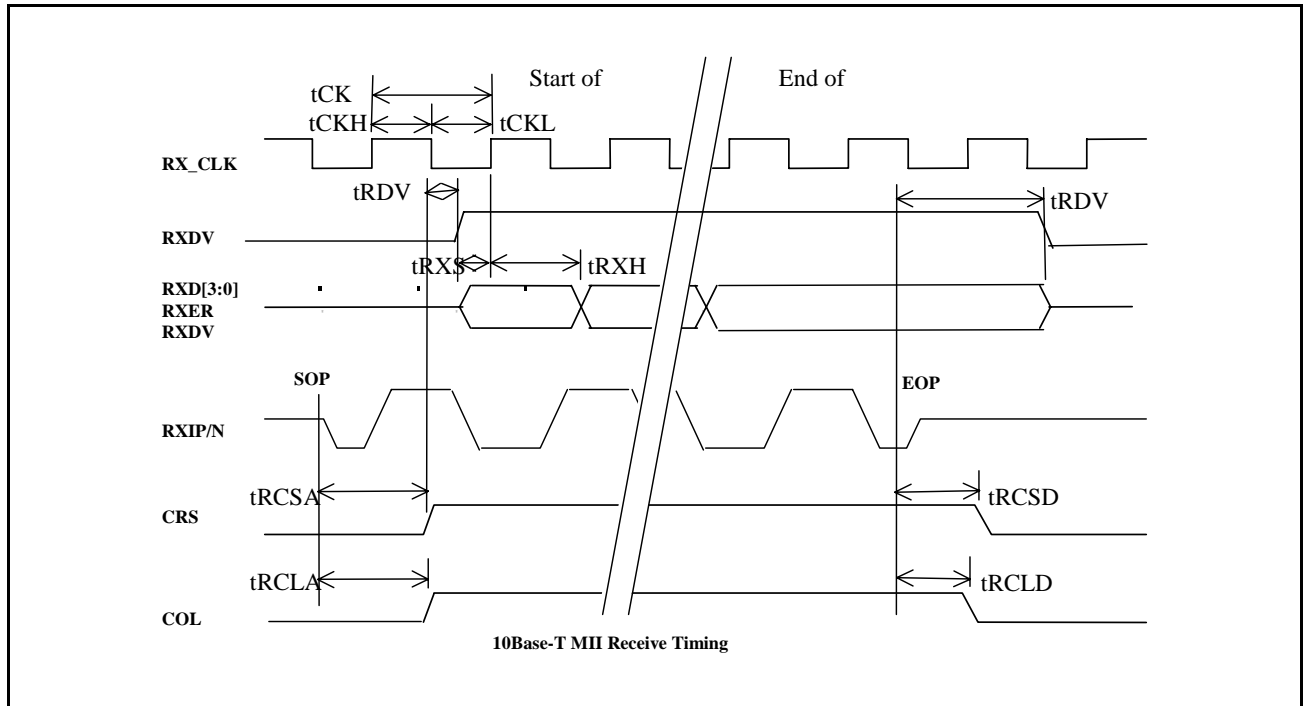 Start of
End of
tCK
tCKH
tCKL
RX_CLK
tRDV
tRDV
RXDV
tRXS
tRXH
RXD[3:0]
RXER
RXDV
SOP
EOP
RXIP/N
tRCSA
tRCSD
CRS
tRCLA
tRCLD
COL
10Base-T MII Receive Timing